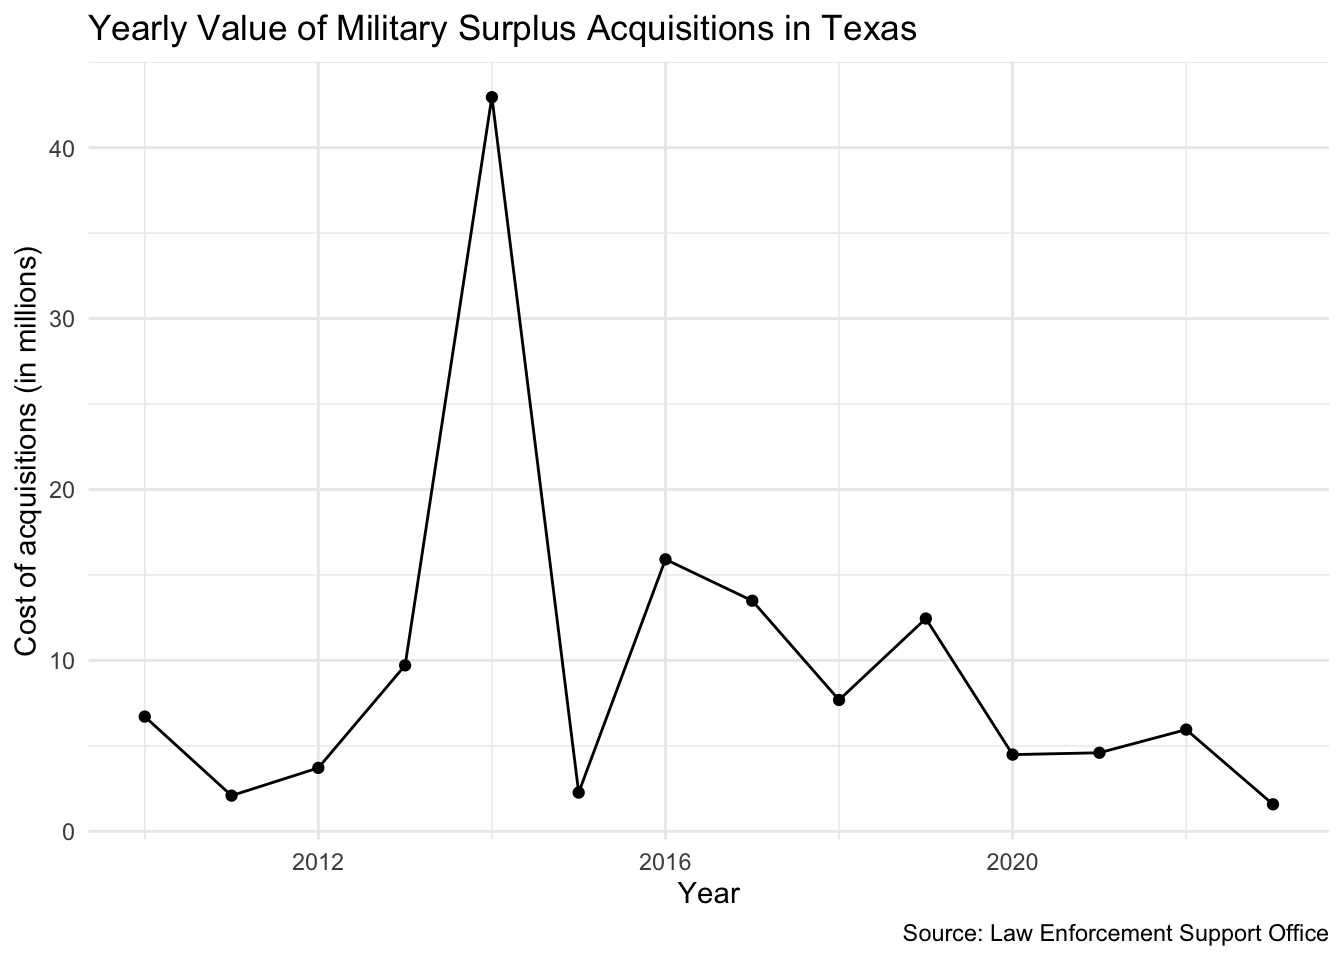 Yearly Value of Military Surplus Acquisitions in Texas
Cost of acquisitions (in millions)
40
30
20
10
0
2012 2016 2020
Year
Source: Law Enforcement Support Office